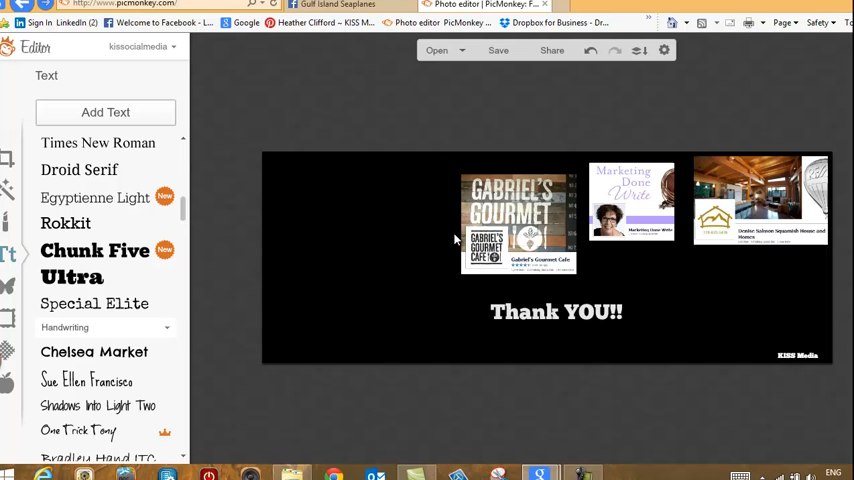 http://www.picmonkey.com/
Gulf Island Seaplanes
Photo editor | PicMonkey: F...
Sign In LinkedIn (2)
Welcome to Facebook - L...
Google
Heather Clifford ~ KISS M...
Photo editor PicMonkey ...
Dropbox for Business - Dr...
Page
Safety
Editor
kissocialmedia
Open
Save
Share
Text
Add Text
Times New Roman
Droid Serif
Egyptienne Light
New
Rokkit
Chunk Five
New
Ultra
Special Elite
Handwriting
Chelsea Market
Sue Ellen Francisco
Shadows Into Light Two
One Trick Tony
Bradley Hand ITC
GABRIEL'S
GOURMET
GABRIEL'S
GOURMET
CAFE!
Gabriel's Gourmet Cafe
Marketing
Done
Write
Marketing Done Write
Denise Salmon Squamish House and
Homes
Thank YOU!!
KISS Media
ENG